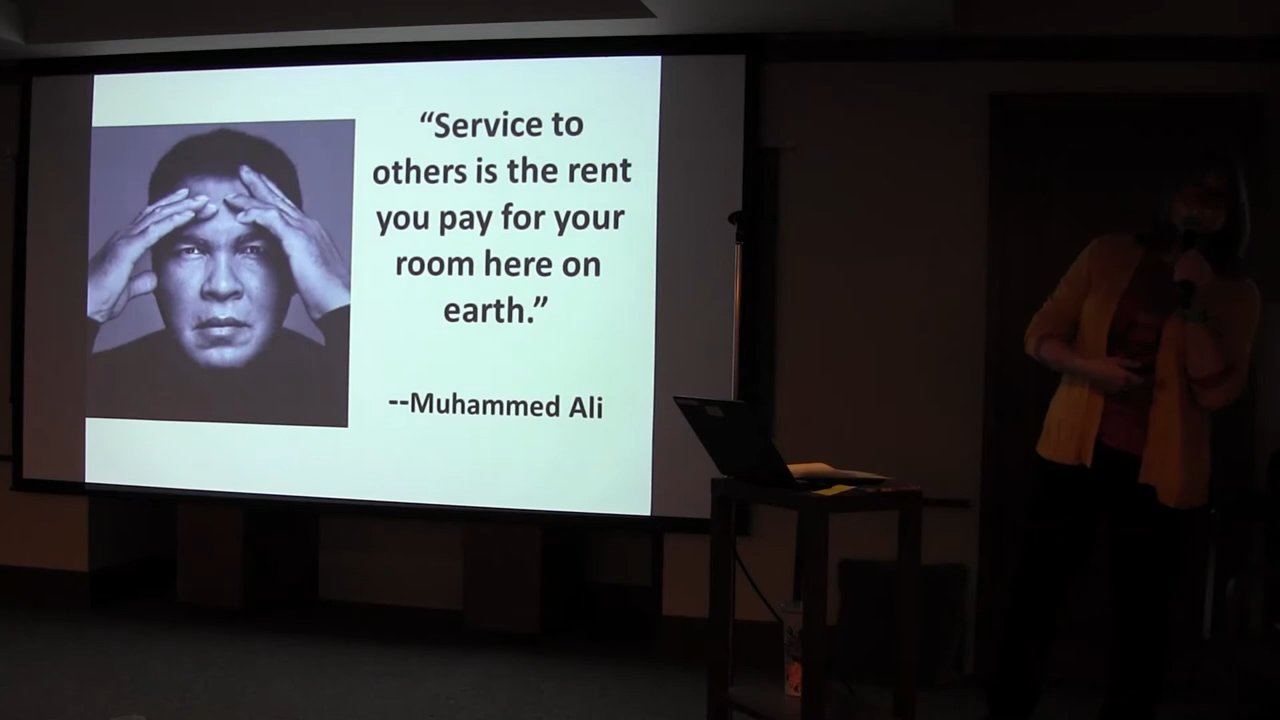 “Service to
others is the rent
you pay for your
room here on
earth.”
--Muhammed Ali